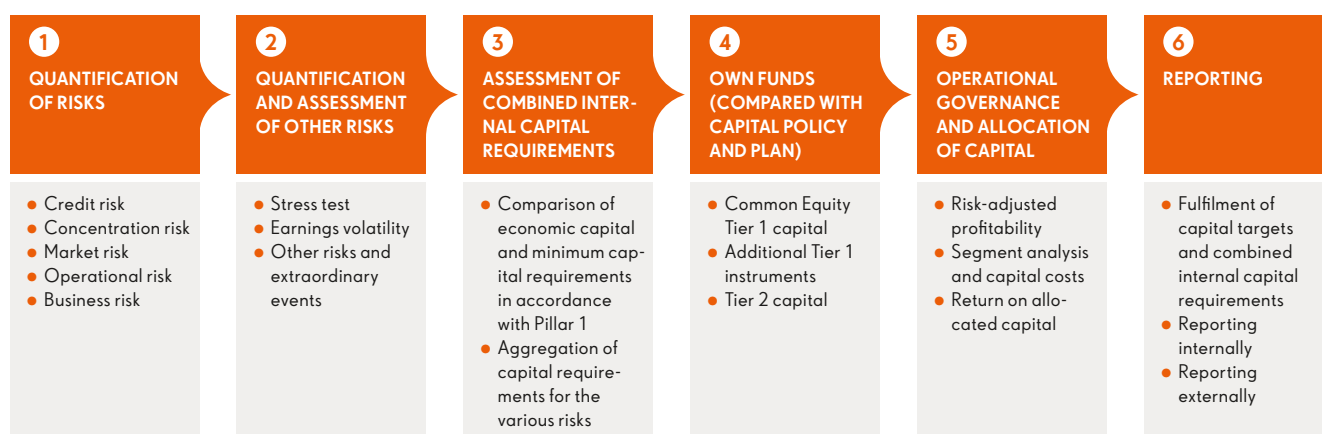 1
QUANTIFICATION
OF RISKS
• Credit risk
• Concentration risk
• Market risk
• Operational risk
• Business risk
2
QUANTIFICATION
AND ASSESSMENT
OF OTHER RISKS
• Stress test
• Earnings volatility
• Other risks and
extraordinary
events
3
ASSESSMENT OF
COMBINED INTER-
NAL CAPITAL
REQUIREMENTS
• Comparison of
economic capital
and minimum cap-
ital requirements
in accordance
with Pillar 1
• Aggregation of
capital require-
ments for the
various risks
4
OWN FUNDS
(COMPARED WITH
CAPITAL POLICY
AND PLAN)
• Common Equity
Tier 1 capital
• Additional Tier 1
instruments
• Tier 2 capital
5
OPERATIONAL
GOVERNANCE
AND ALLOCATION
OF CAPITAL
• Risk-adjusted
profitability
• Segment analysis
and capital costs
• Return on allo-
cated capital
6
REPORTING
• Fulfilment of
capital targets
and combined
internal capital
requirements
• Reporting
internally
• Reporting
externally